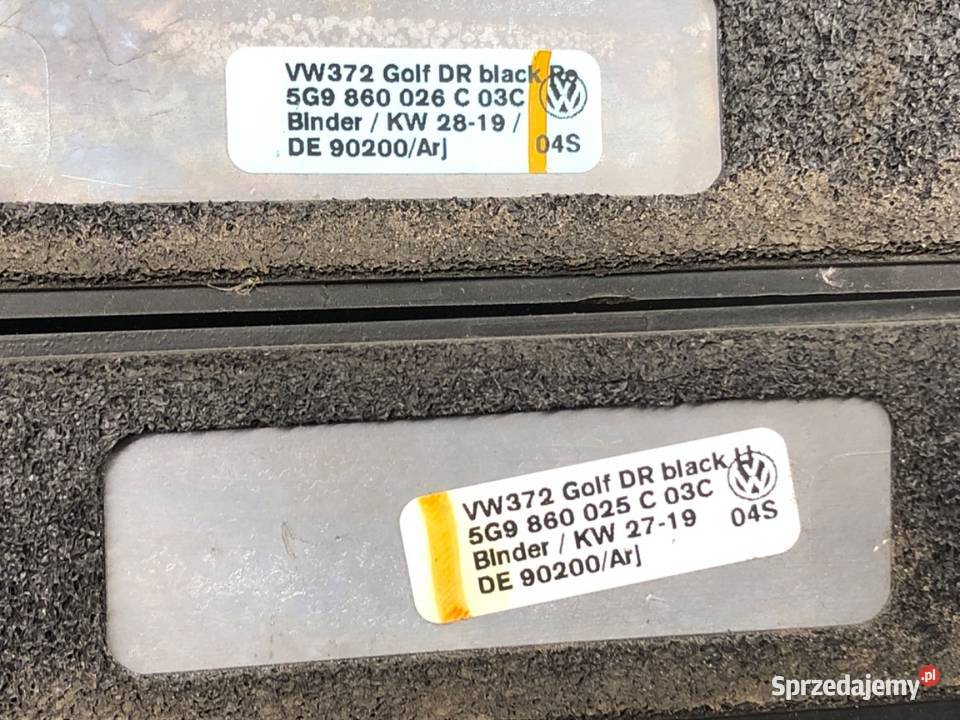 VW372 Golf DR black Re
5G9 860 026 C 03C
Binder / KW 28-19 /
DE 90200/Arj 04S
VW372 Golf DR black
5G9 860 025 C 03C
Binder / KW 27-19 04S
DE 90200/Arj
Sprzedajemy.pl